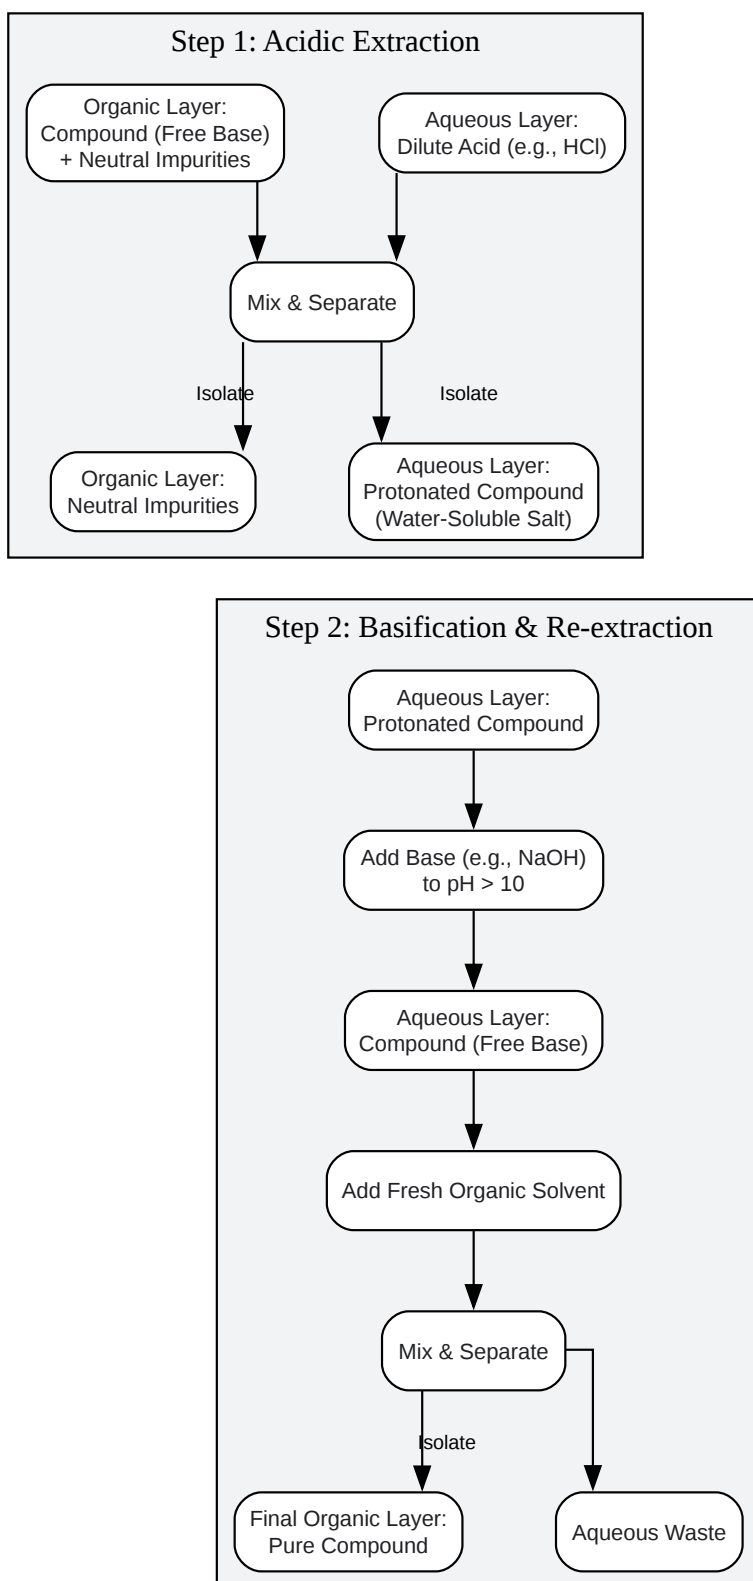 Step 1: Acidic Extraction
Organic Layer:
Compound (Free Base)
+ Neutral Impurities
Aqueous Layer:
Dilute Acid (e.g., HCl)
Mix & Separate
Isolate
Isolate
Organic Layer:
Neutral Impurities
Aqueous Layer:
Protonated Compound
(Water-Soluble Salt)
Step 2: Basification & Re-extraction
Aqueous Layer:
Protonated Compound
Add Base (e.g., NaOH)
to pH > 10
Aqueous Layer:
Compound (Free Base)
Add Fresh Organic Solvent
Mix & Separate
Isolate
Final Organic Layer:
Pure Compound
Aqueous Waste